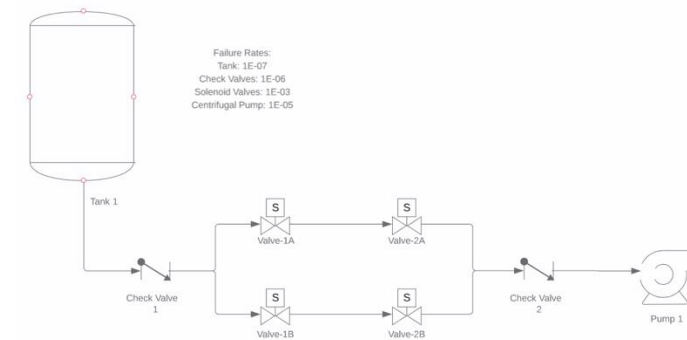 Failure Rates:
Tank: 1E-07
Check Valves: 1E-06
Solenoid Valves: 1E-03
Centrifugal Pump: 1E-05
Tank 1
S
S
Valve-1A
Valve-2A
Check Valve
1
Check Valve
2
S
S
Valve-1B
Valve-2B
Pump 1